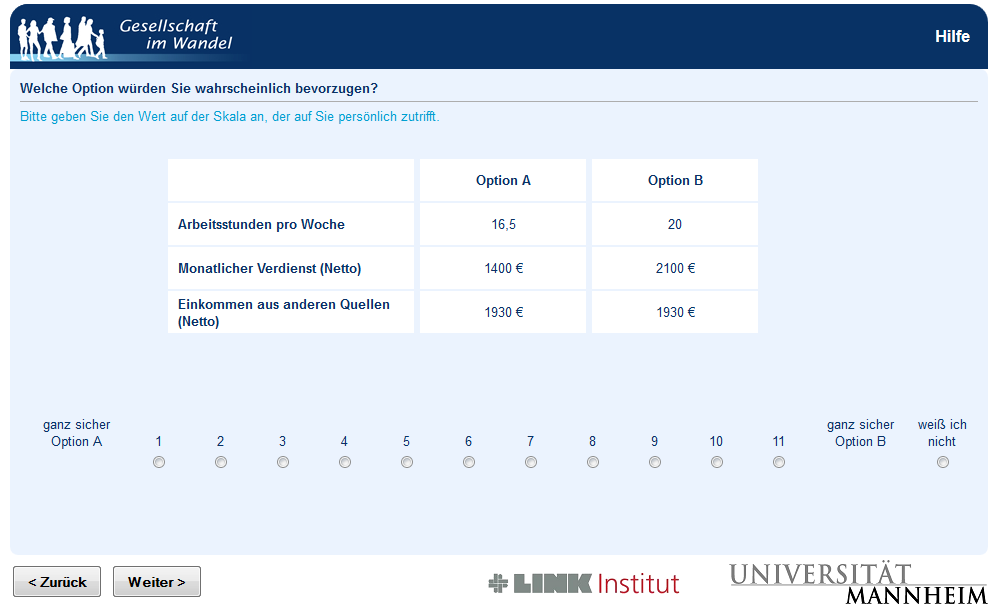 Gesellschaft
im Wandel
Hilfe
Welche Option würden Sie wahrscheinlich bevorzugen?
Bitte geben Sie den Wert auf der Skala an, der auf Sie persönlich zutrifft.
Option A Option B
Arbeitsstunden pro Woche 16,5 20
Monatlicher Verdienst (Netto) 1400 € 2100 €
Einkommen aus anderen Quellen
(Netto) 1930 € 1930 €
ganz sicher ganz sicher weiß ich
Option A 1 2 3 4 5 6 7 8 9 10 11 Option B nicht
< Zurück Weiter > LINK Institut UNIVERSITÄT
MANNHEIM